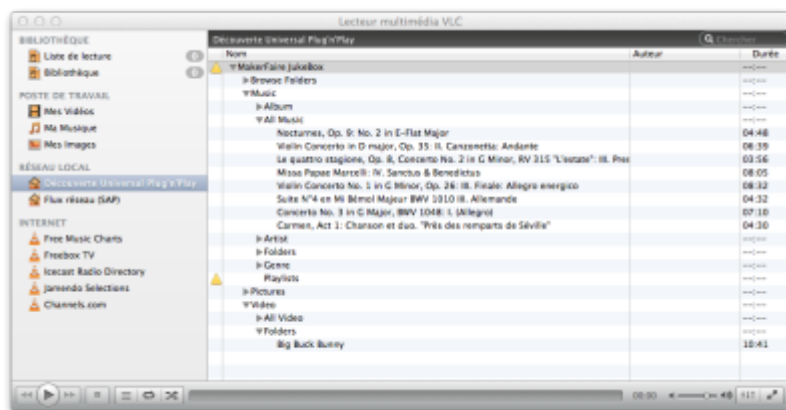 Lecteur multimédia VLC
BIBLIOTHÈQUE
Liste de lecture 0
Bibliothèque 0
POSTE DE TRAVAIL
Mes Vidéos
Ma Musique
Mes Images
RÉSEAU LOCAL
Découverte Universal Plug'n'Play
Flux réseau (SAP)
INTERNET
Free Music Charts
Freebox TV
Icecast Radio Directory
Jamendo Selections
Channels.com
Découverte Universal Plug'n'Play
Chercher
Nom Auteur Durée
MakerFaire JukeBox --:--
Browse Folders --:--
Music --:--
Album --:--
All Music --:--
Nocturnes, Op. 9: No. 2 in E-Flat Major 04:48
Violin Concerto in D major, Op. 35: II. Canzonetta: Andante 06:39
Le quattro stagione, Op. 8, Concerto No. 2 in G Minor, RV 315 "L'estate": III. Pres 03:56
Missa Papae Marcelli: IV. Sanctus & Benedictus 08:05
Violin Concerto No. 1 in G Minor, Op. 26: III. Finale: Allegro energico 08:32
Suite N°4 en Mi Bémol Majeur BWV 1010 III. Allemande 04:32
Concerto No. 3 in G Major, BWV 1048: I. (Allegro) 07:10
Carmen, Act 1: Chanson et duo. "Près des remparts de Séville" 04:30
Artist --:--
Folders --:--
Genre --:--
Playlists --:--
Pictures --:--
Video --:--
All Video --:--
Folders --:--
Big Buck Bunny 10:41
00:00